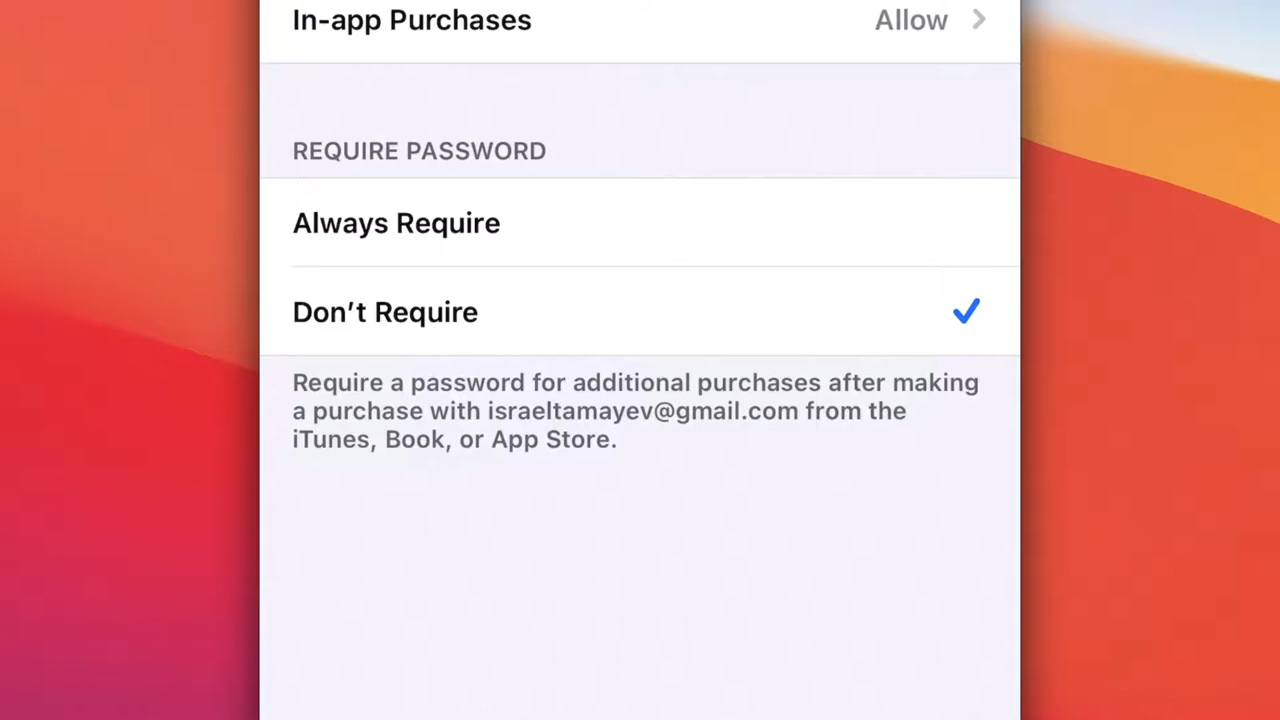 In-app Purchases Allow
REQUIRE PASSWORD
Always Require
Don’t Require
Require a password for additional purchases after making
a purchase with israeltamayev@gmail.com from the
iTunes, Book, or App Store.